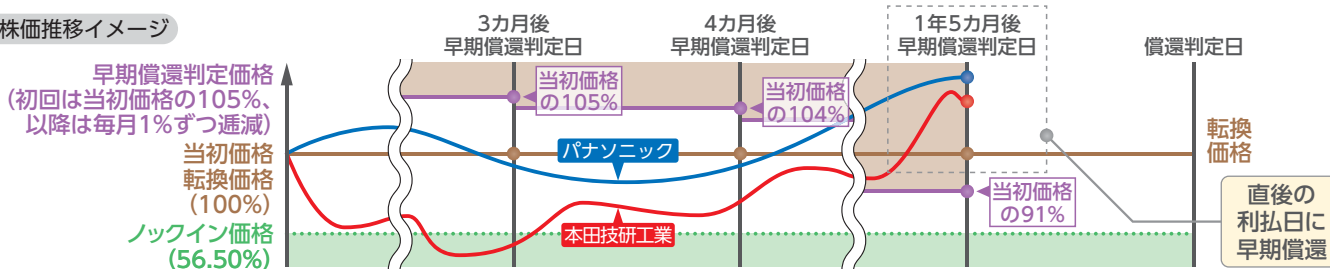 株価推移イメージ
3カ月後
早期償還判定日
4カ月後
早期償還判定日
1年5カ月後
早期償還判定日
償還判定日
早期償還判定価格
(初回は当初価格の105%、
以降は毎月1%ずつ逓減)
当初価格
の105%
当初価格
の104%
当初価格
転換価格
(100%)
パナソニック
転換
価格
当初価格
の91%
直後の
利払日に
早期償還
本田技研工業
ノックイン価格
(56.50%)